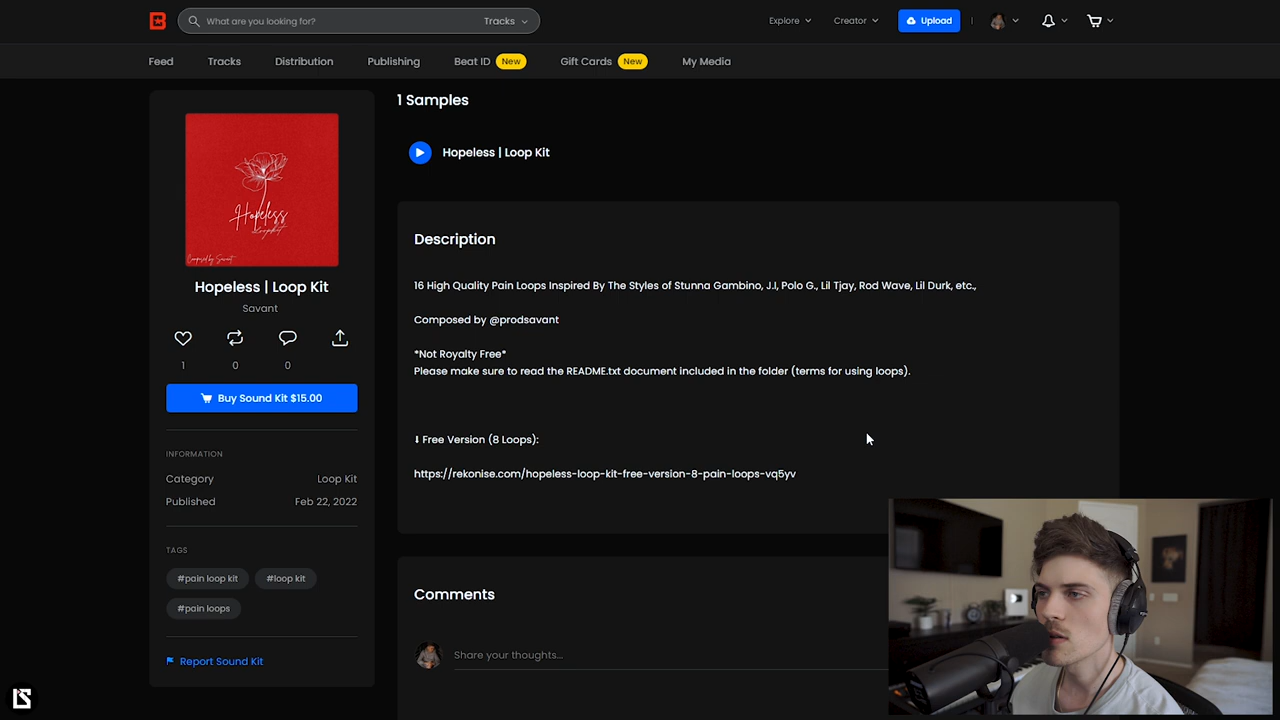 What are you looking for?
Tracks
Explore
Creator
Upload
Feed
Tracks
Distribution
Publishing
Beat ID
New
Gift Cards
New
My Media
Hopeless
Composed by Savant
Hopeless | Loop Kit
Savant
1
0
0
Buy Sound Kit $15.00
INFORMATION
Category
Loop Kit
Published
Feb 22, 2022
TAGS
#pain loop kit
#loop kit
#pain loops
Report Sound Kit
1 Samples
Hopeless | Loop Kit
Description
16 High Quality Pain Loops Inspired By The Styles of Stunna Gambino, J.I, Polo G., Lil Tjay, Rod Wave, Lil Durk, etc.,
Composed by @prodsavant
*Not Royalty Free*
Please make sure to read the README.txt document included in the folder (terms for using loops).
⬇ Free Version (8 Loops):
https://rekonise.com/hopeless-loop-kit-free-version-8-pain-loops-vq5yv
Comments
Share your thoughts...